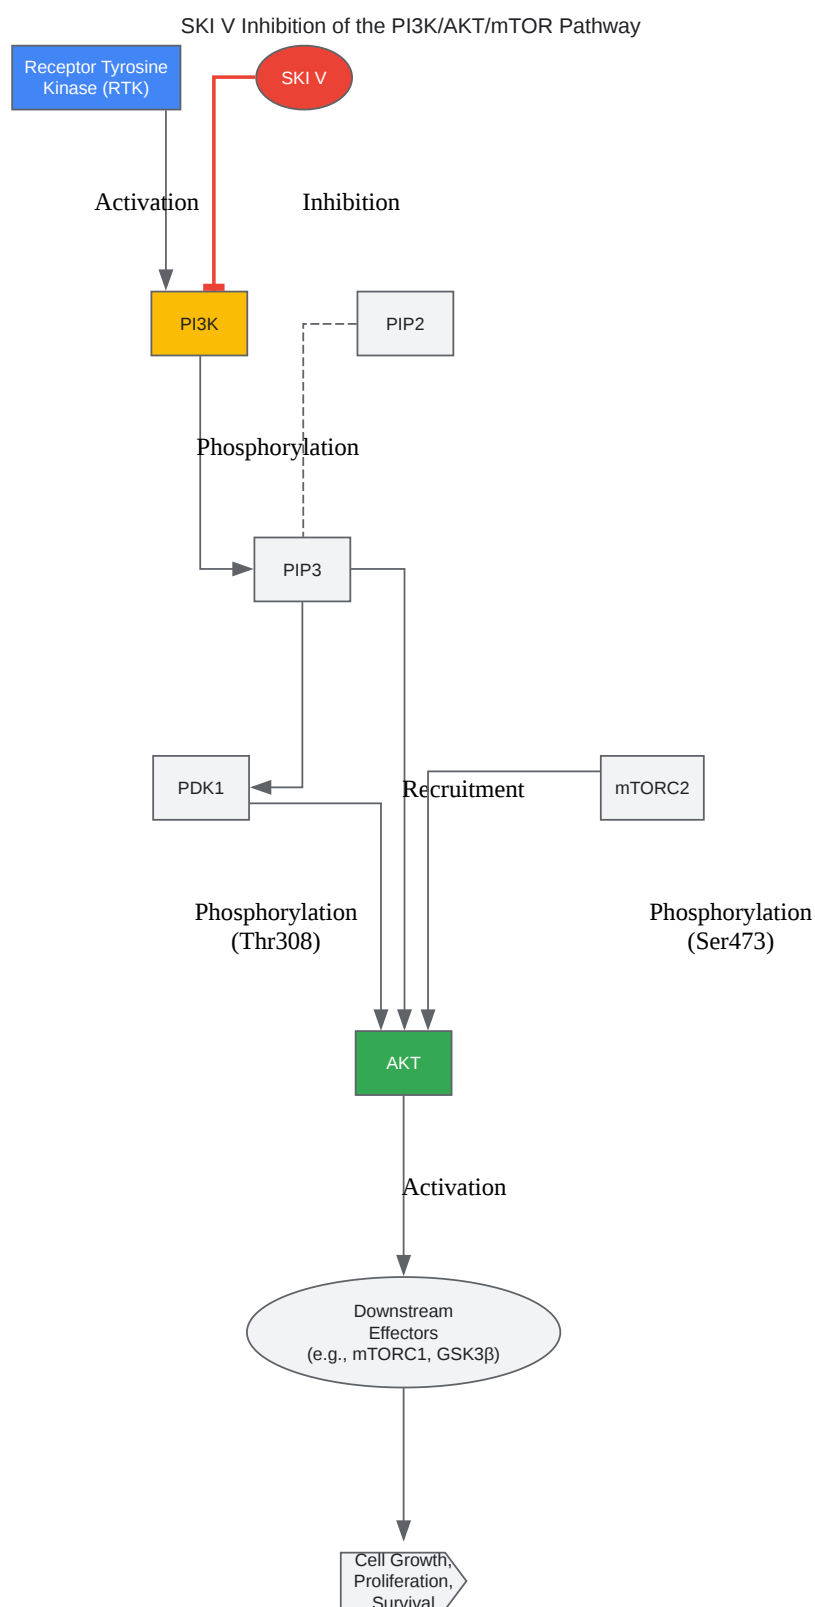 SKI V Inhibition of the PI3K/AKT/mTOR Pathway
Receptor Tyrosine
Kinase (RTK)
SKI V
Activation
Inhibition
PI3K
PIP2
Phosphorylation
PIP3
PDK1
Recruitment
mTORC2
Phosphorylation
(Thr308)
Phosphorylation
(Ser473)
AKT
Activation
Downstream
Effectors
(e.g., mTORC1, GSK3β)
Cell Growth,
Proliferation,
Survival